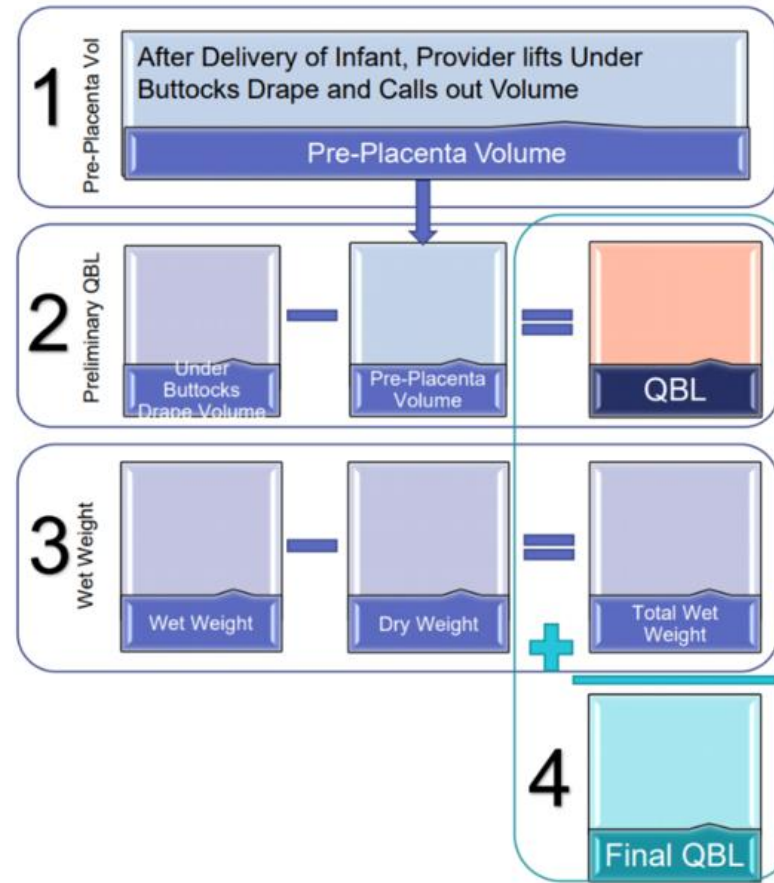 1
Pre-Placenta Vol
After Delivery of Infant, Provider lifts Under
Buttocks Drape and Calls out Volume
Pre-Placenta Volume
2
Preliminary QBL
Under
Buttocks
Drape Volume
Pre-Placenta
Volume
QBL
3
Wet Weight
Wet Weight
Dry Weight
Total Wet
Weight
4
Final QBL